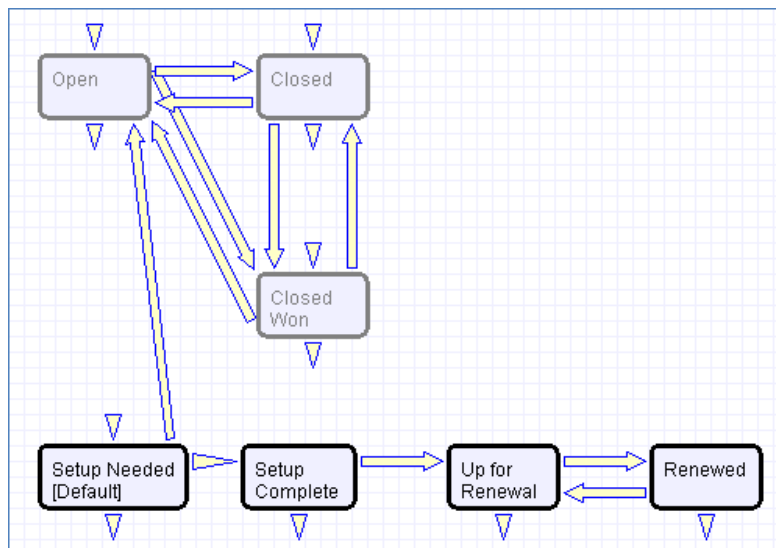 Open
Closed
Closed
Won
Setup Needed
[Default]
Setup
Complete
Up for
Renewal
Renewed